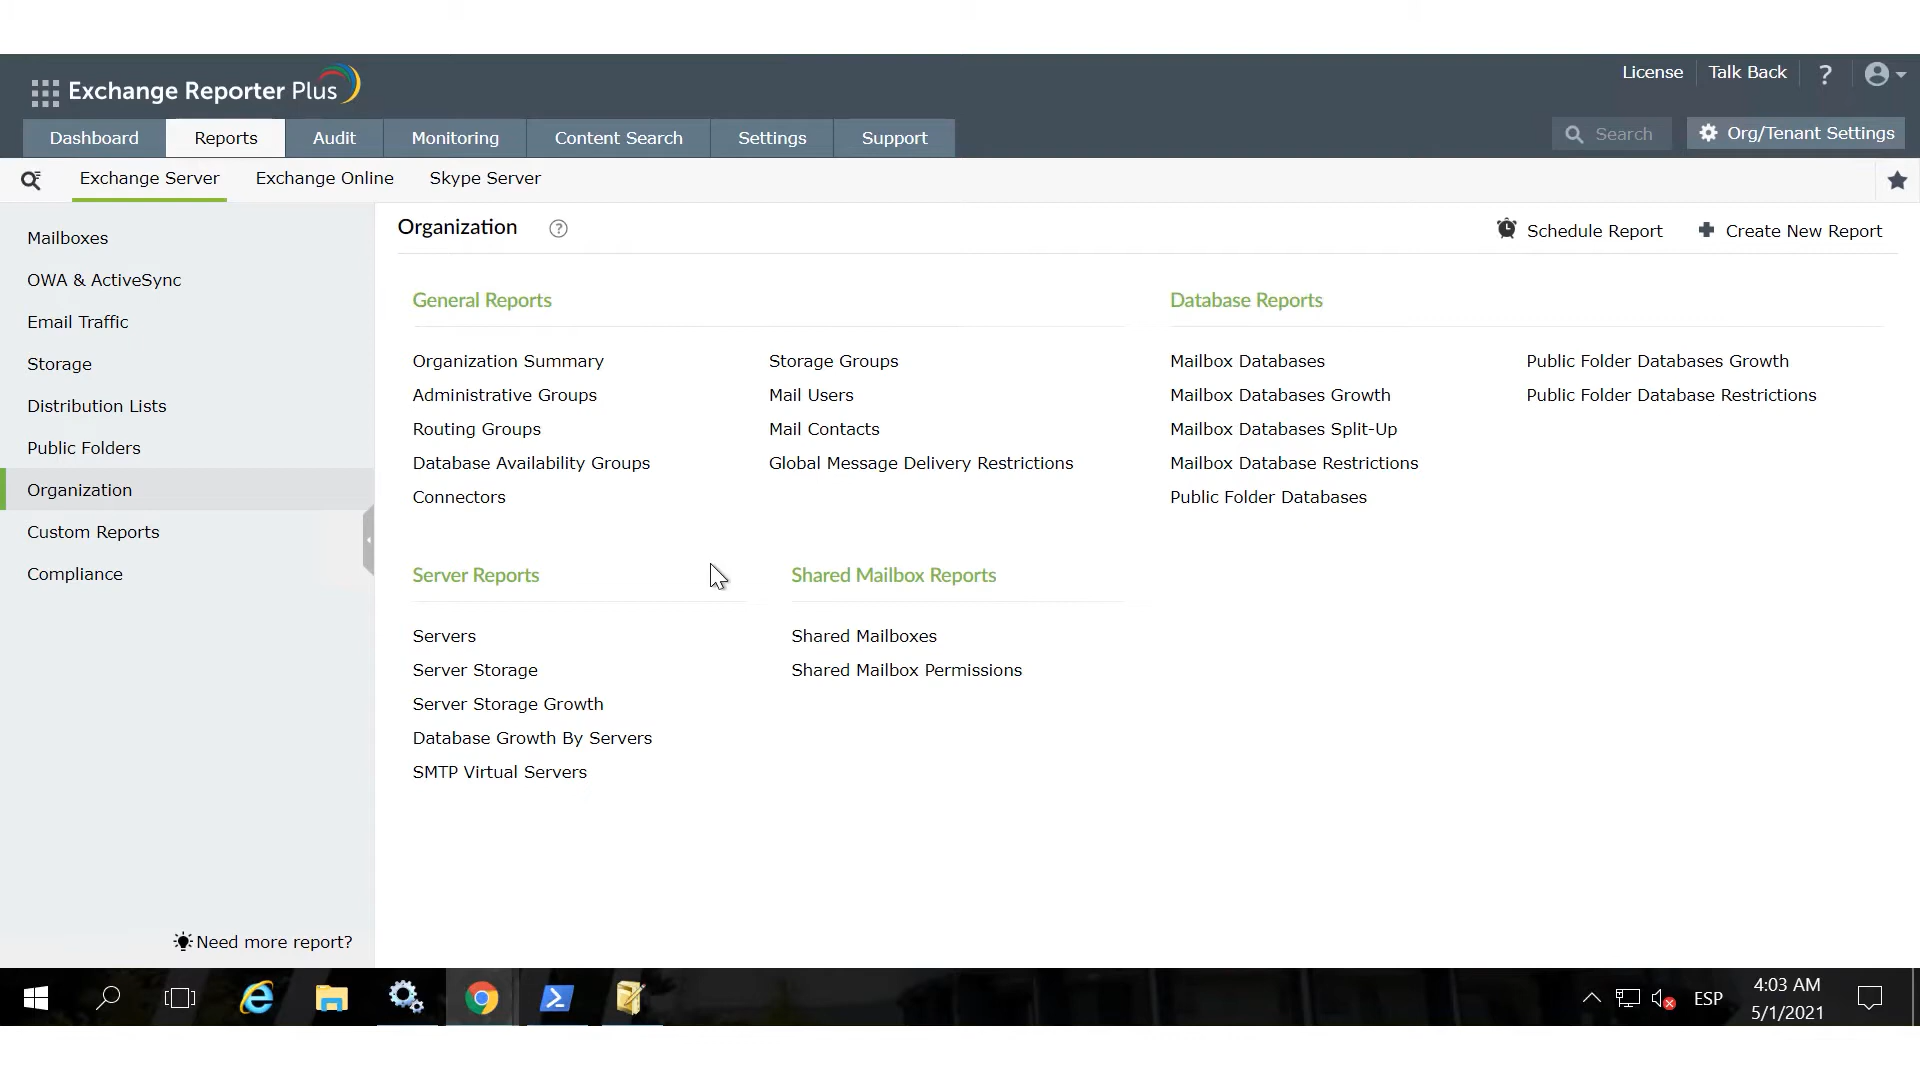 Exchange Reporter Plus
License
Talk Back
?
Dashboard
Reports
Audit
Monitoring
Content Search
Settings
Support
Search
Org/Tenant Settings
Exchange Server
Exchange Online
Skype Server
Mailboxes
OWA & ActiveSync
Email Traffic
Storage
Distribution Lists
Public Folders
Organization
Custom Reports
Compliance
Need more report?
Organization
?
Schedule Report
Create New Report
General Reports
Organization Summary
Administrative Groups
Routing Groups
Database Availability Groups
Connectors
Storage Groups
Mail Users
Mail Contacts
Global Message Delivery Restrictions
Database Reports
Mailbox Databases
Mailbox Databases Growth
Mailbox Databases Split-Up
Mailbox Database Restrictions
Public Folder Databases
Public Folder Databases Growth
Public Folder Database Restrictions
Server Reports
Servers
Server Storage
Server Storage Growth
Database Growth By Servers
SMTP Virtual Servers
Shared Mailbox Reports
Shared Mailboxes
Shared Mailbox Permissions
ESP
4:03 AM
5/1/2021